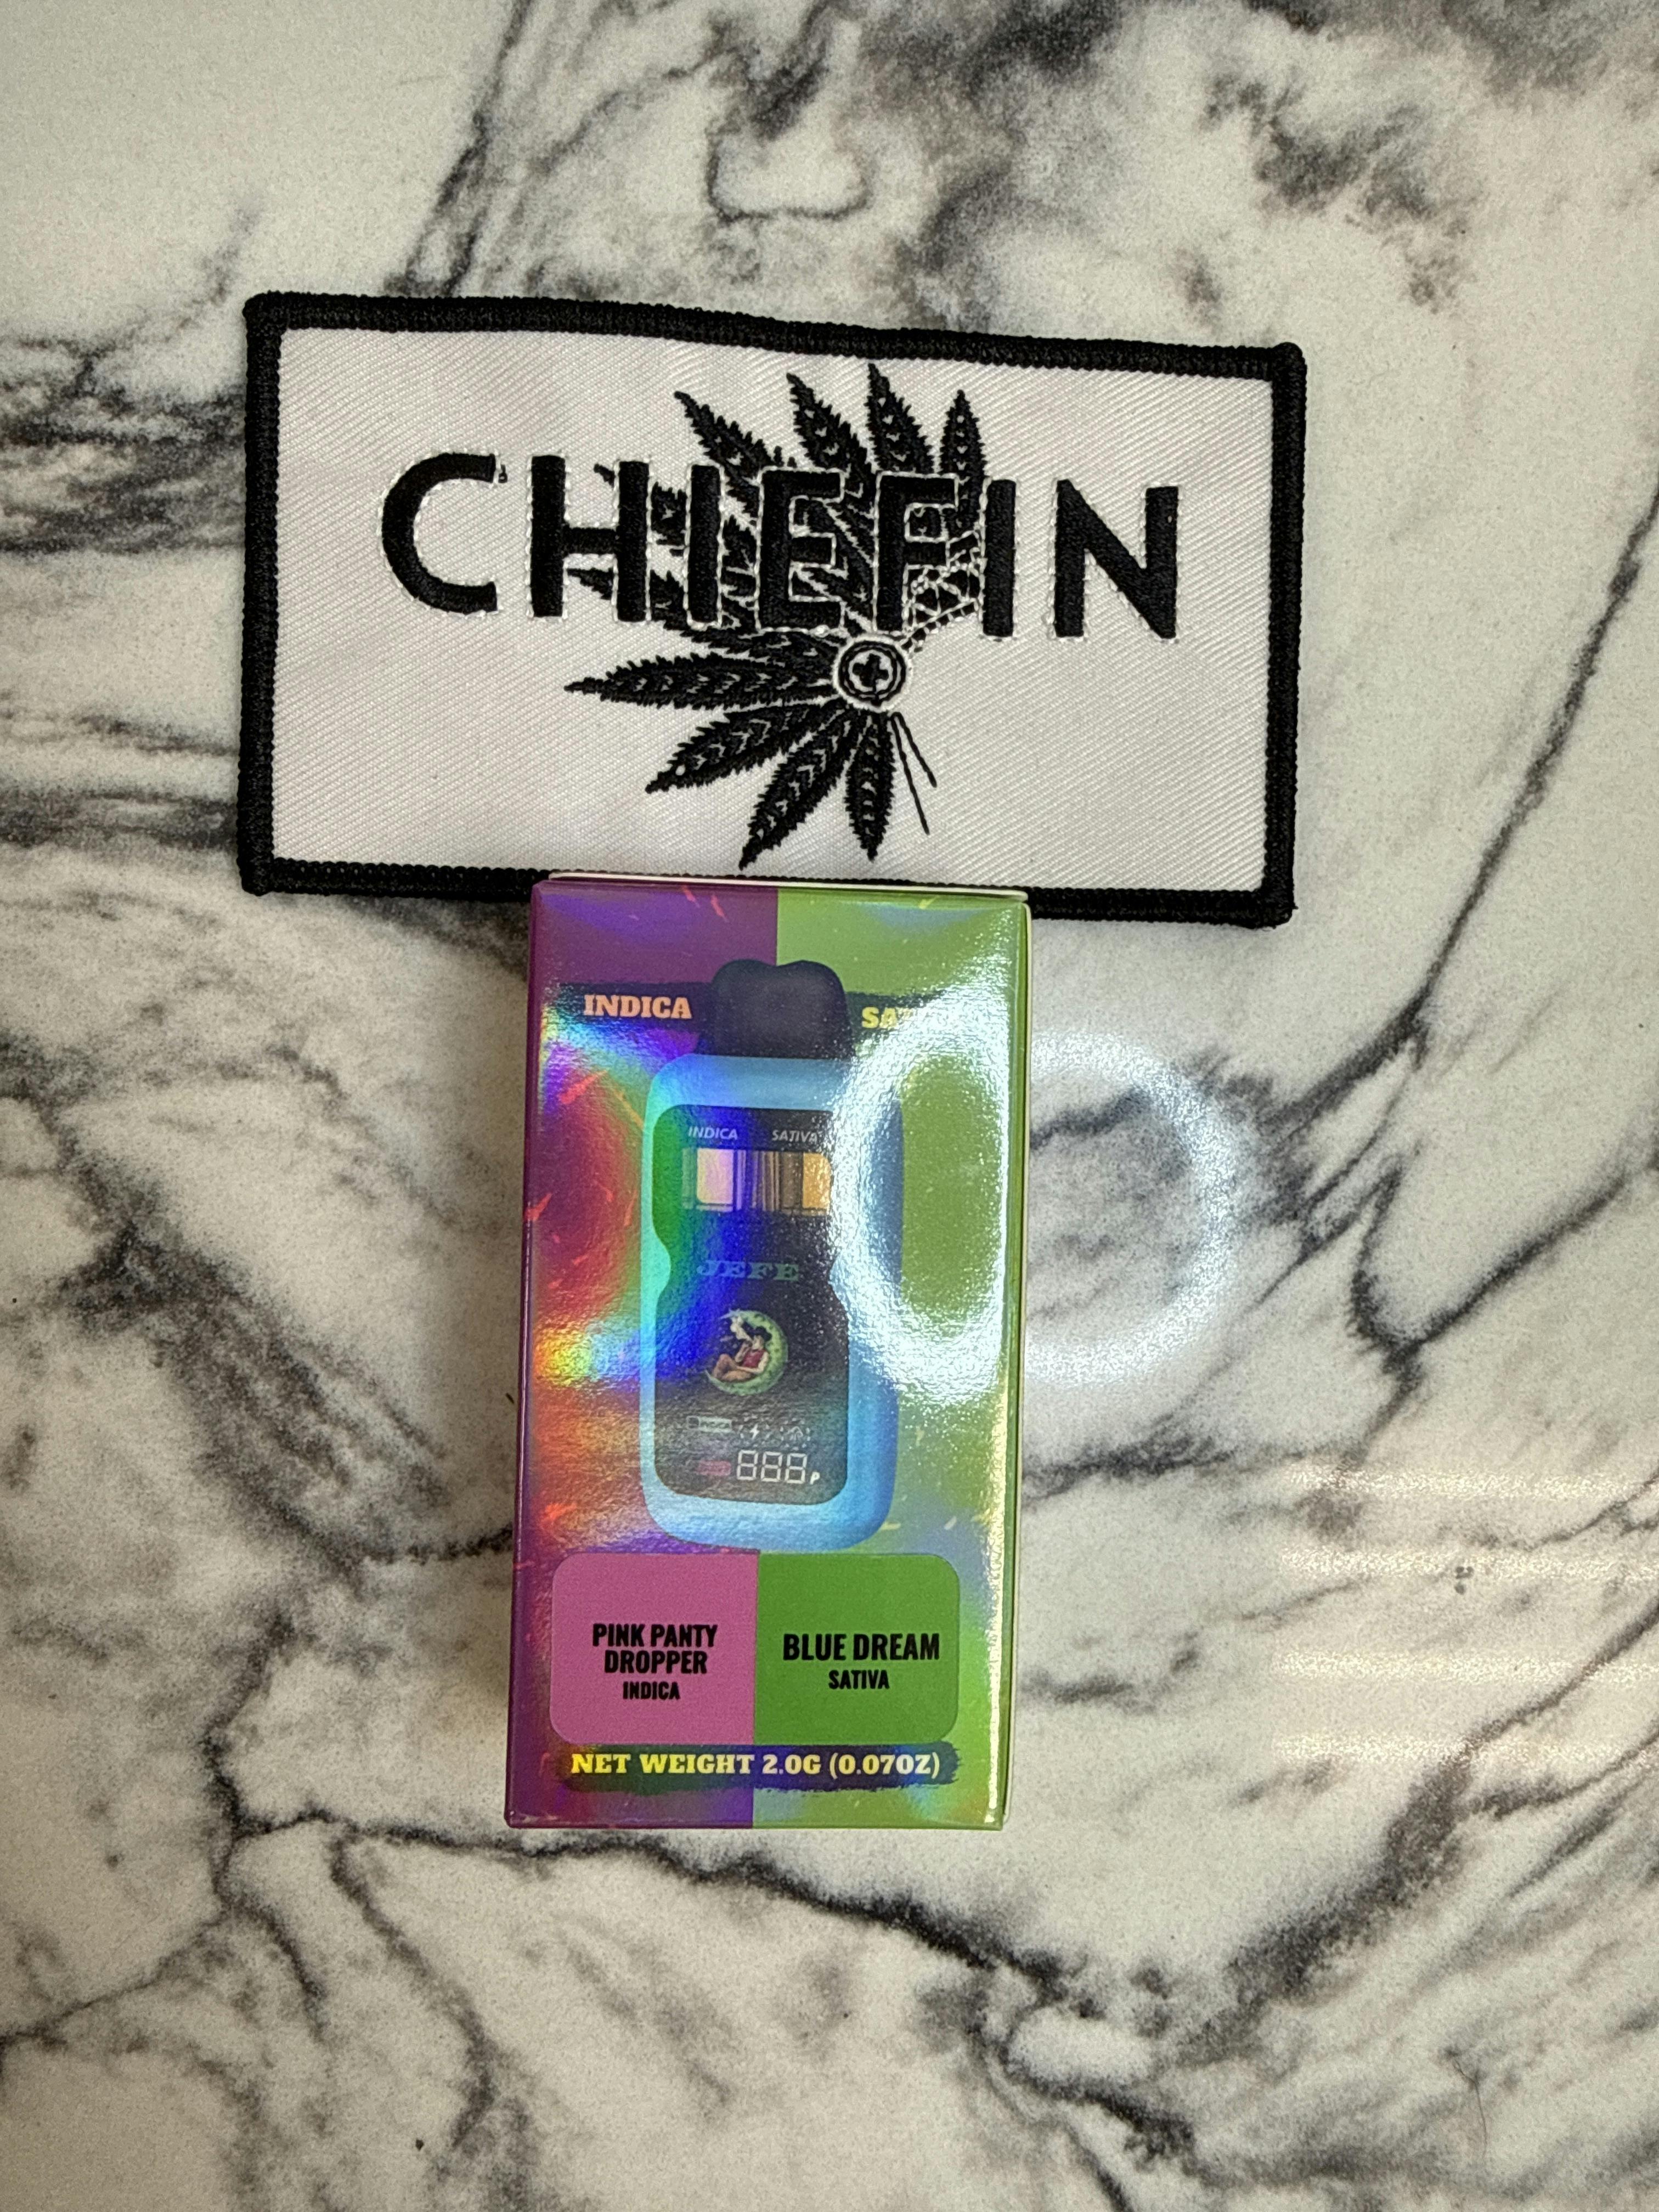 CHIEFIN
INDICA
INDICA SATIVA
JEFE
888P
PINK PANTY
DROPPER
INDICA
BLUE DREAM
SATIVA
NET WEIGHT 2.0G (0.07OZ)